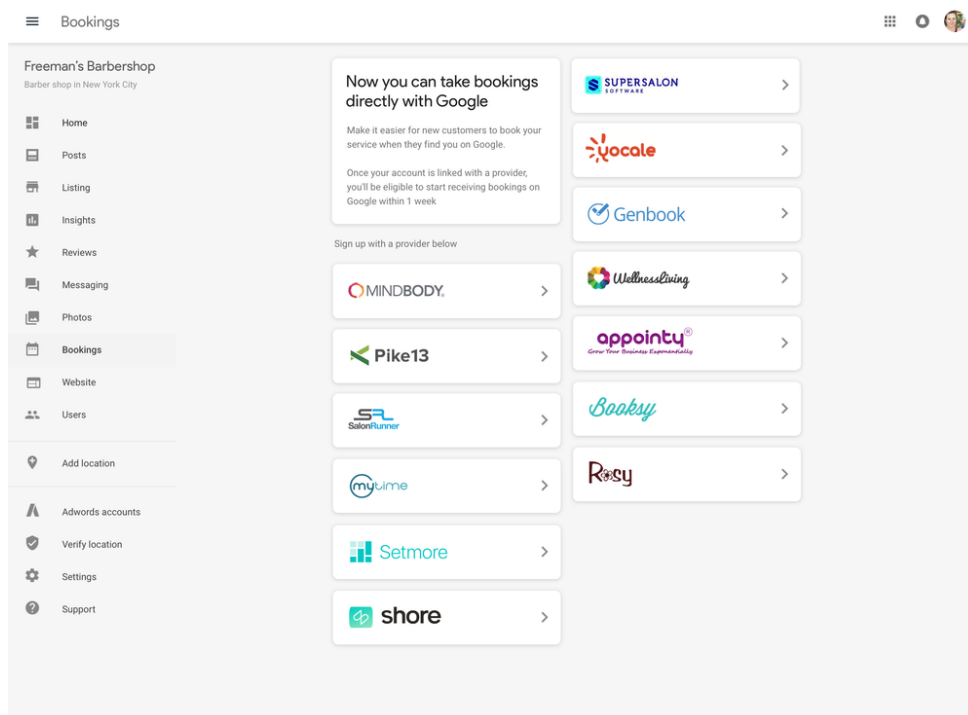 Bookings
Freeman's Barbershop
Barber shop in New York City
Home
Posts
Listing
Insights
Reviews
Messaging
Photos
Bookings
Website
Users
Add location
Adwords accounts
Verify location
Settings
Support
Now you can take bookings
directly with Google
Make it easier for new customers to book your
service when they find you on Google.
Once your account is linked with a provider,
you'll be eligible to start receiving bookings on
Google within 1 week
Sign up with a provider below
MINDBODY.
Pike13
SR
SalonRunner
mytime
Setmore
shore
S SUPERSALON
SOFTWARE
yocale
Genbook
WellnessLiving
appointy®
Grow Your Business Exponentially
Booksy
Rosy